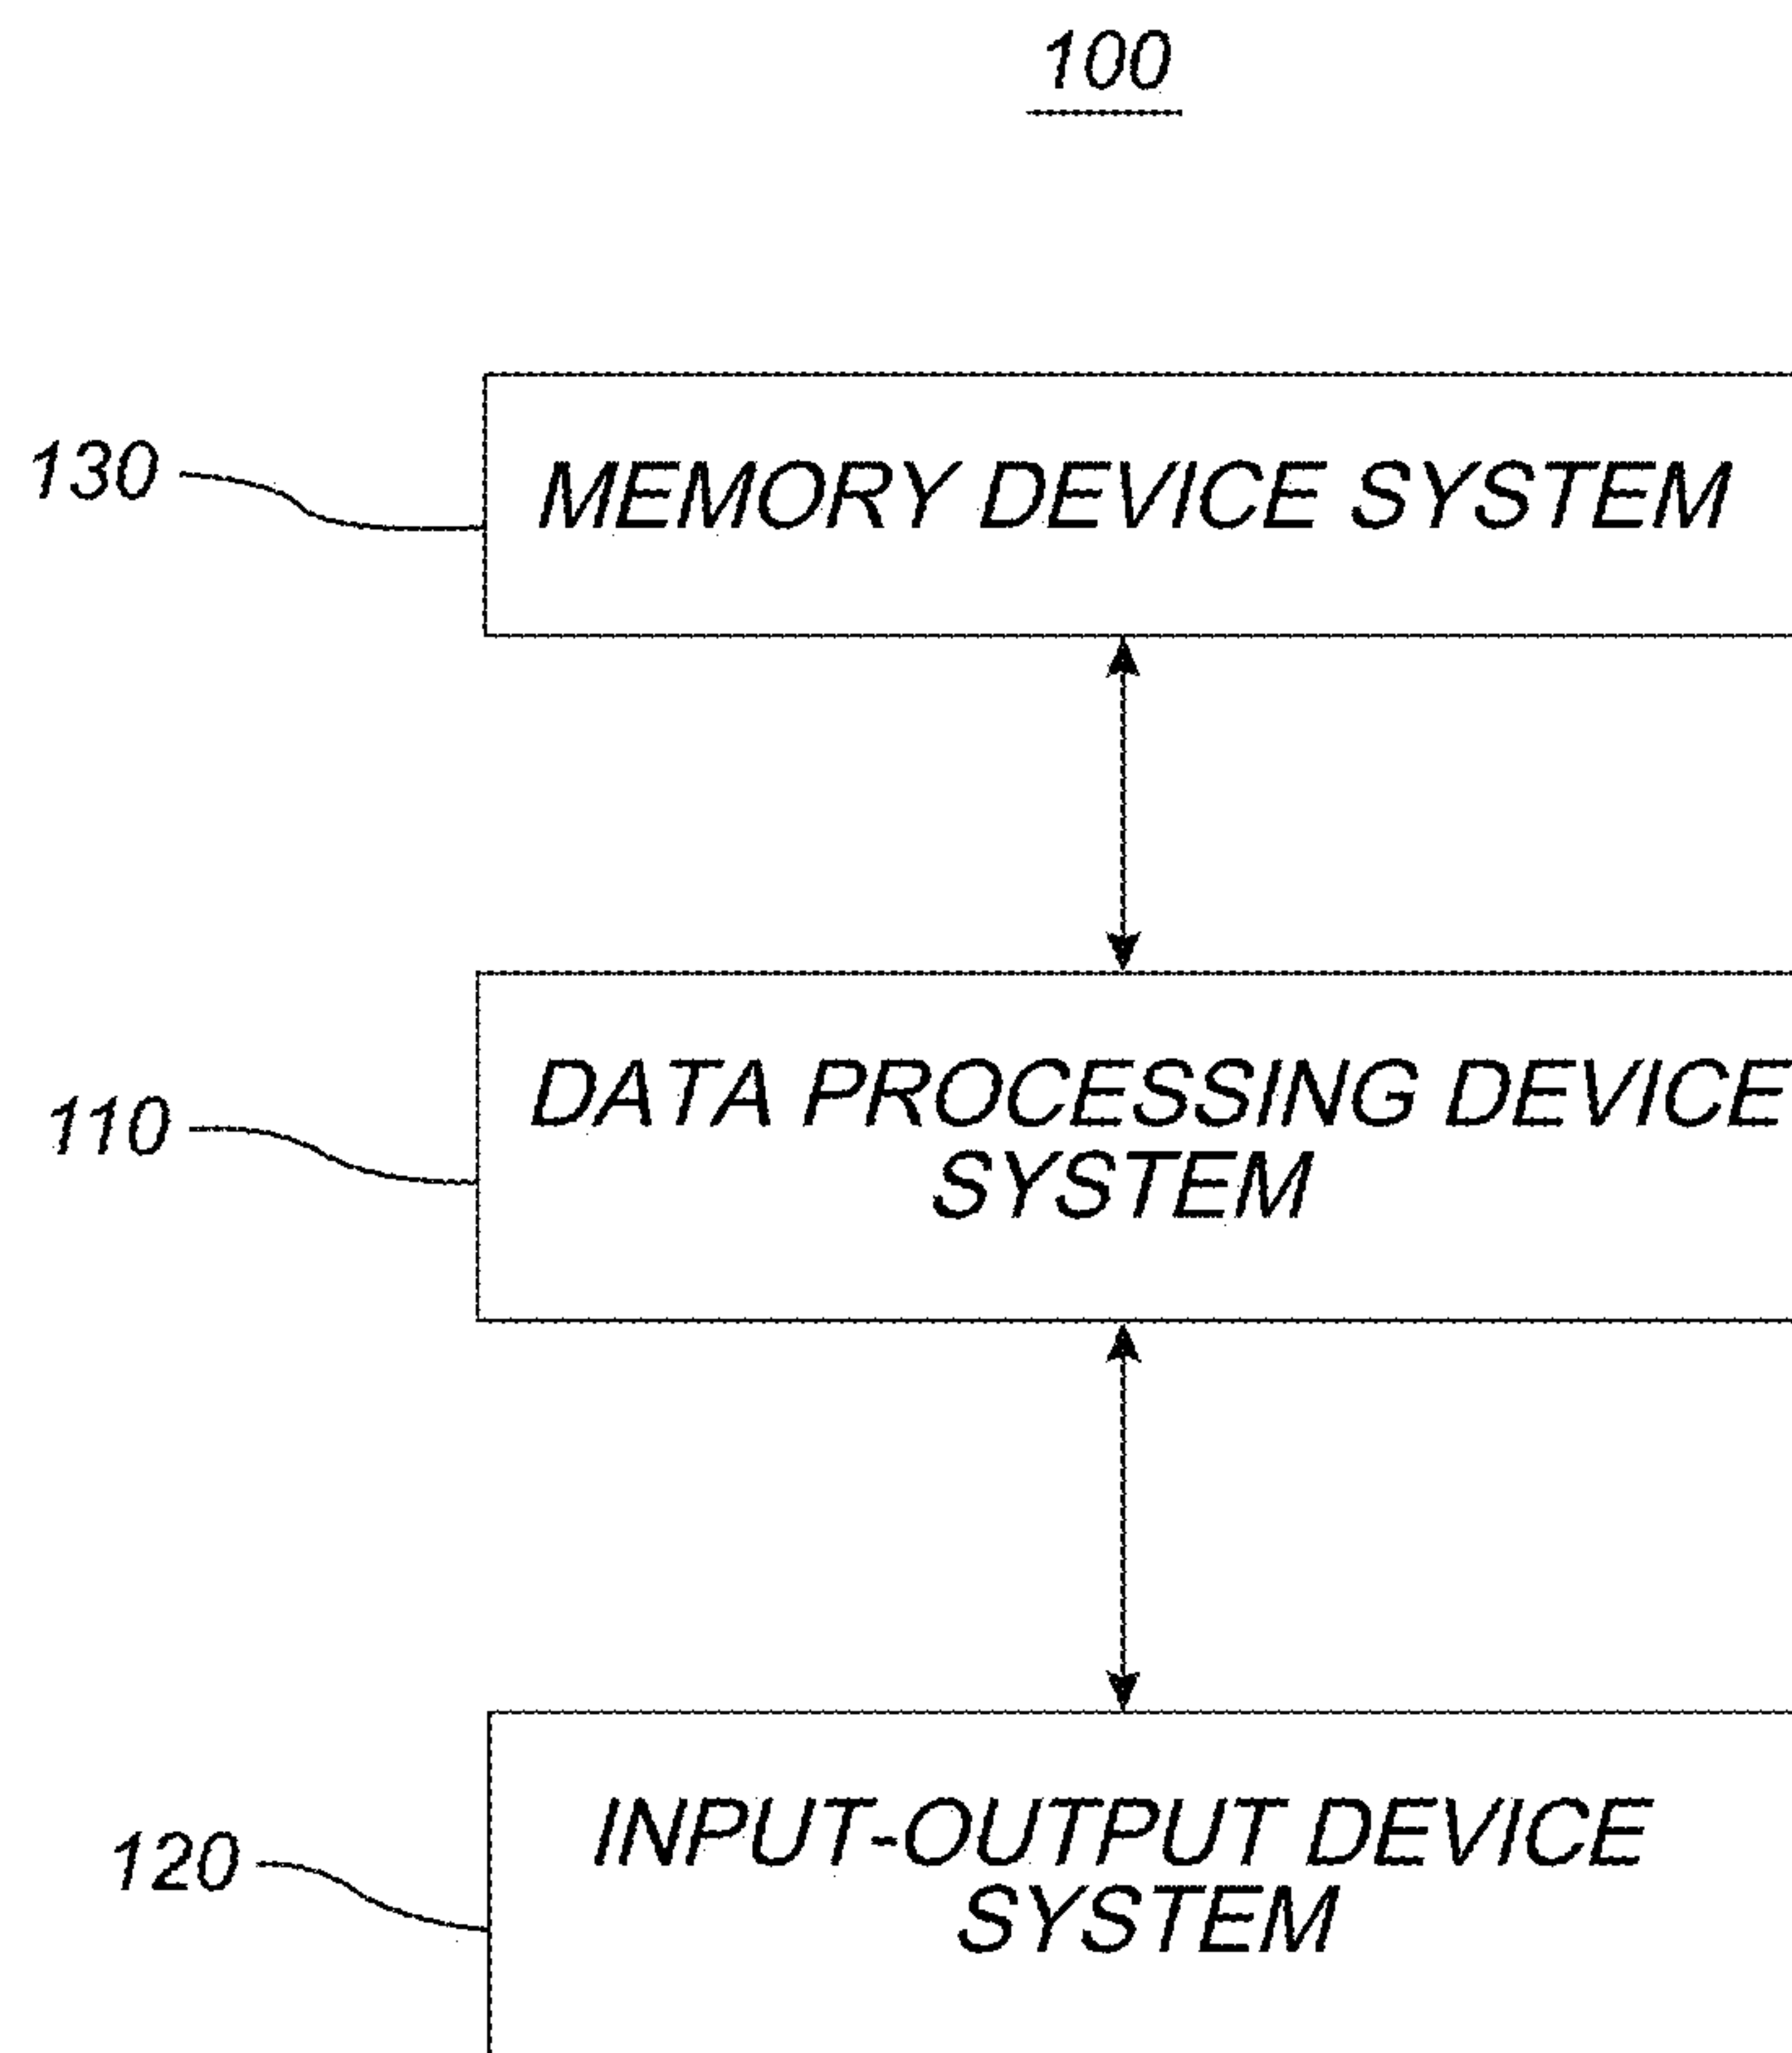 100
130
MEMORY DEVICE SYSTEM
110
DATA PROCESSING DEVICE
SYSTEM
120
INPUT-OUTPUT DEVICE
SYSTEM